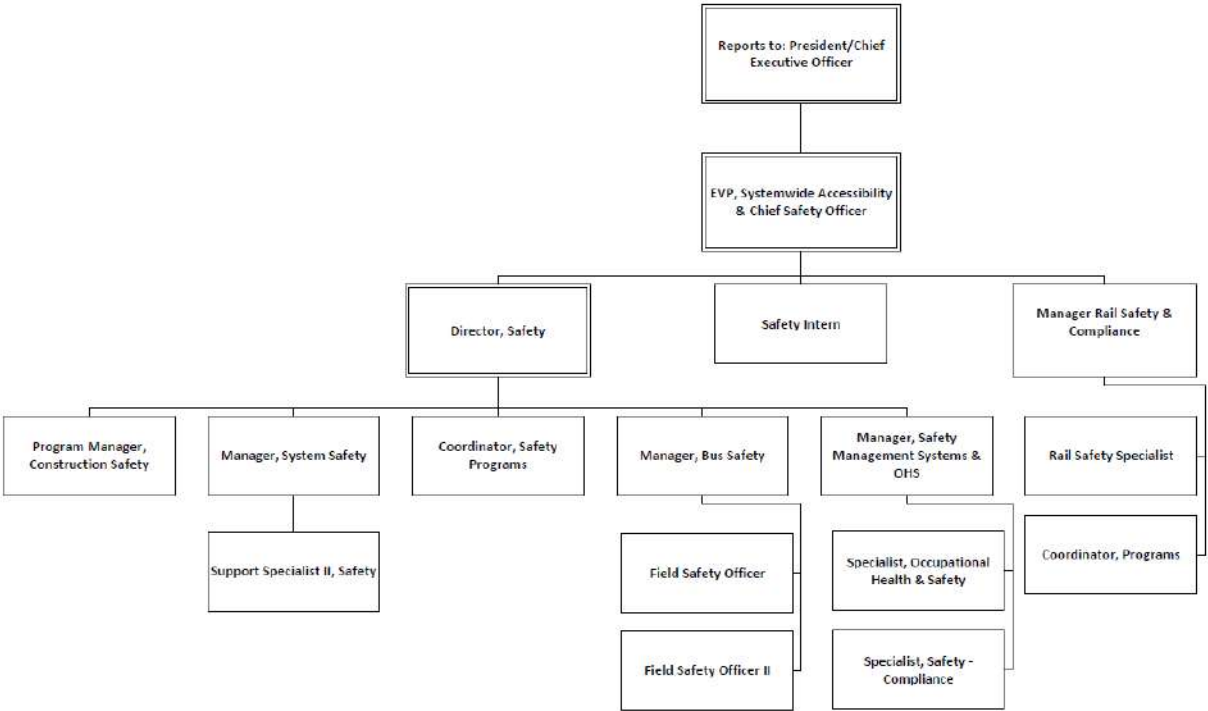 Reports to: President/Chief
Executive Officer
EVP, Systemwide Accessibility
& Chief Safety Officer
Director, Safety
Safety Intern
Manager Rail Safety &
Compliance
Program Manager,
Construction Safety
Manager, System Safety
Coordinator, Safety
Programs
Manager, Bus Safety
Manager, Safety
Management Systems &
OHS
Rail Safety Specialist
Support Specialist II, Safety
Field Safety Officer
Specialist, Occupational
Health & Safety
Coordinator, Programs
Field Safety Officer II
Specialist, Safety -
Compliance